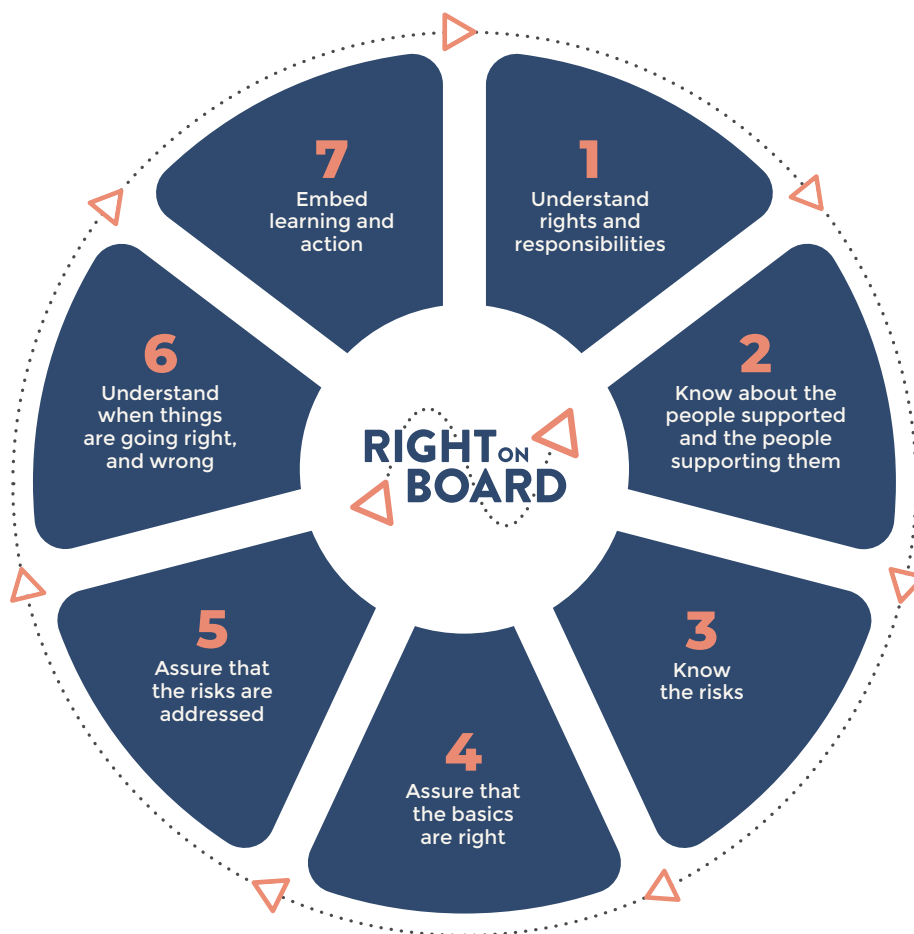 7
Embed
learning and
action
1
Understand
rights and
responsibilities
6
Understand
when things
are going right,
and wrong
2
Know about the
people supported
and the people
supporting them
RIGHT ON
BOARD
5
Assure that
the risks are
addressed
3
Know
the risks
4
Assure that
the basics
are right